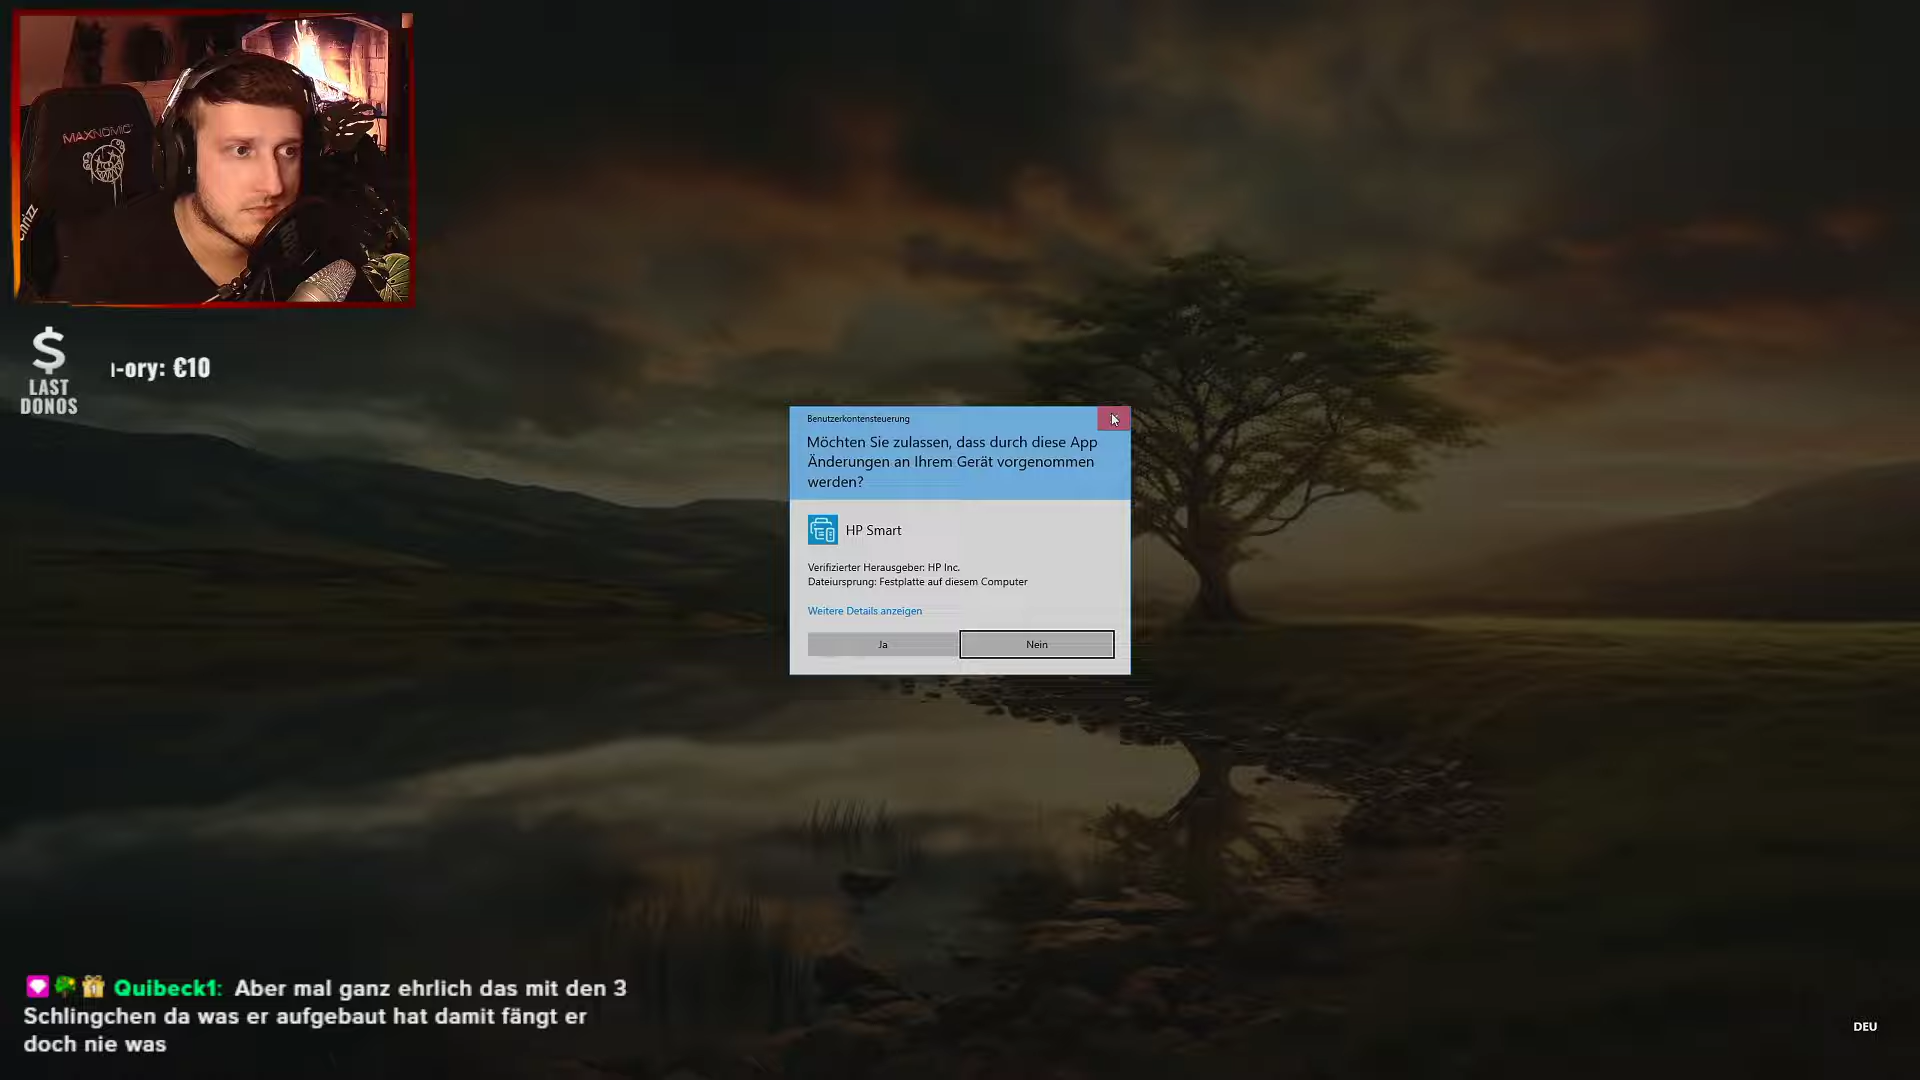 MAXNOMIC
chrizz
LAST
DONOS
l-ory: €10
Benutzerkontensteuerung
Möchten Sie zulassen, dass durch diese App
Änderungen an Ihrem Gerät vorgenommen
werden?
HP Smart
Verifizierter Herausgeber: HP Inc.
Dateiursprung: Festplatte auf diesem Computer
Weitere Details anzeigen
Ja
Nein
Quibeck1: Aber mal ganz ehrlich das mit den 3
Schlingchen da was er aufgebaut hat damit fängt er
doch nie was
DEU